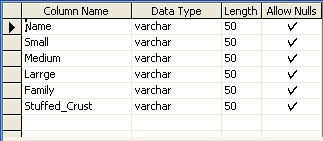 Column Name Data Type Length Allow Nulls
Name varchar 50
Small varchar 50
Medium varchar 50
Larrge varchar 50
Family varchar 50
Stuffed_Crust varchar 50